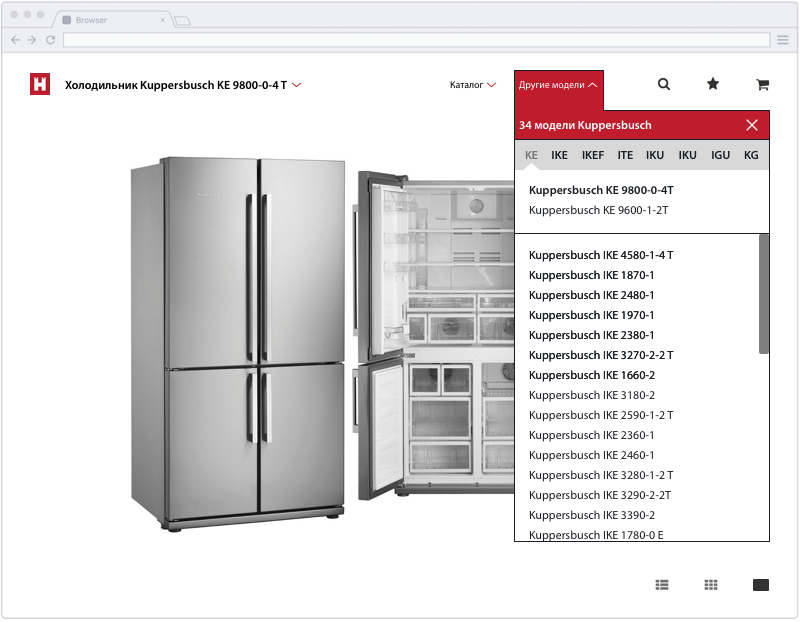 Browser
Холодильник Kuppersbusch KE 9800-0-4 T
Каталог
Другие модели
34 модели Kuppersbusch
KE IKE IKEF ITE IKU IKU IGU KG
Kuppersbusch KE 9800-0-4T
Kuppersbusch KE 9600-1-2T
Kuppersbusch IKE 4580-1-4 T
Kuppersbusch IKE 1870-1
Kuppersbusch IKE 2480-1
Kuppersbusch IKE 1970-1
Kuppersbusch IKE 2380-1
Kuppersbusch IKE 3270-2-2 T
Kuppersbusch IKE 1660-2
Kuppersbusch IKE 3180-2
Kuppersbusch IKE 2590-1-2 T
Kuppersbusch IKE 2360-1
Kuppersbusch IKE 2460-1
Kuppersbusch IKE 3280-1-2 T
Kuppersbusch IKE 3290-2-2T
Kuppersbusch IKE 3390-2
Kuppersbusch IKE 1780-0 E